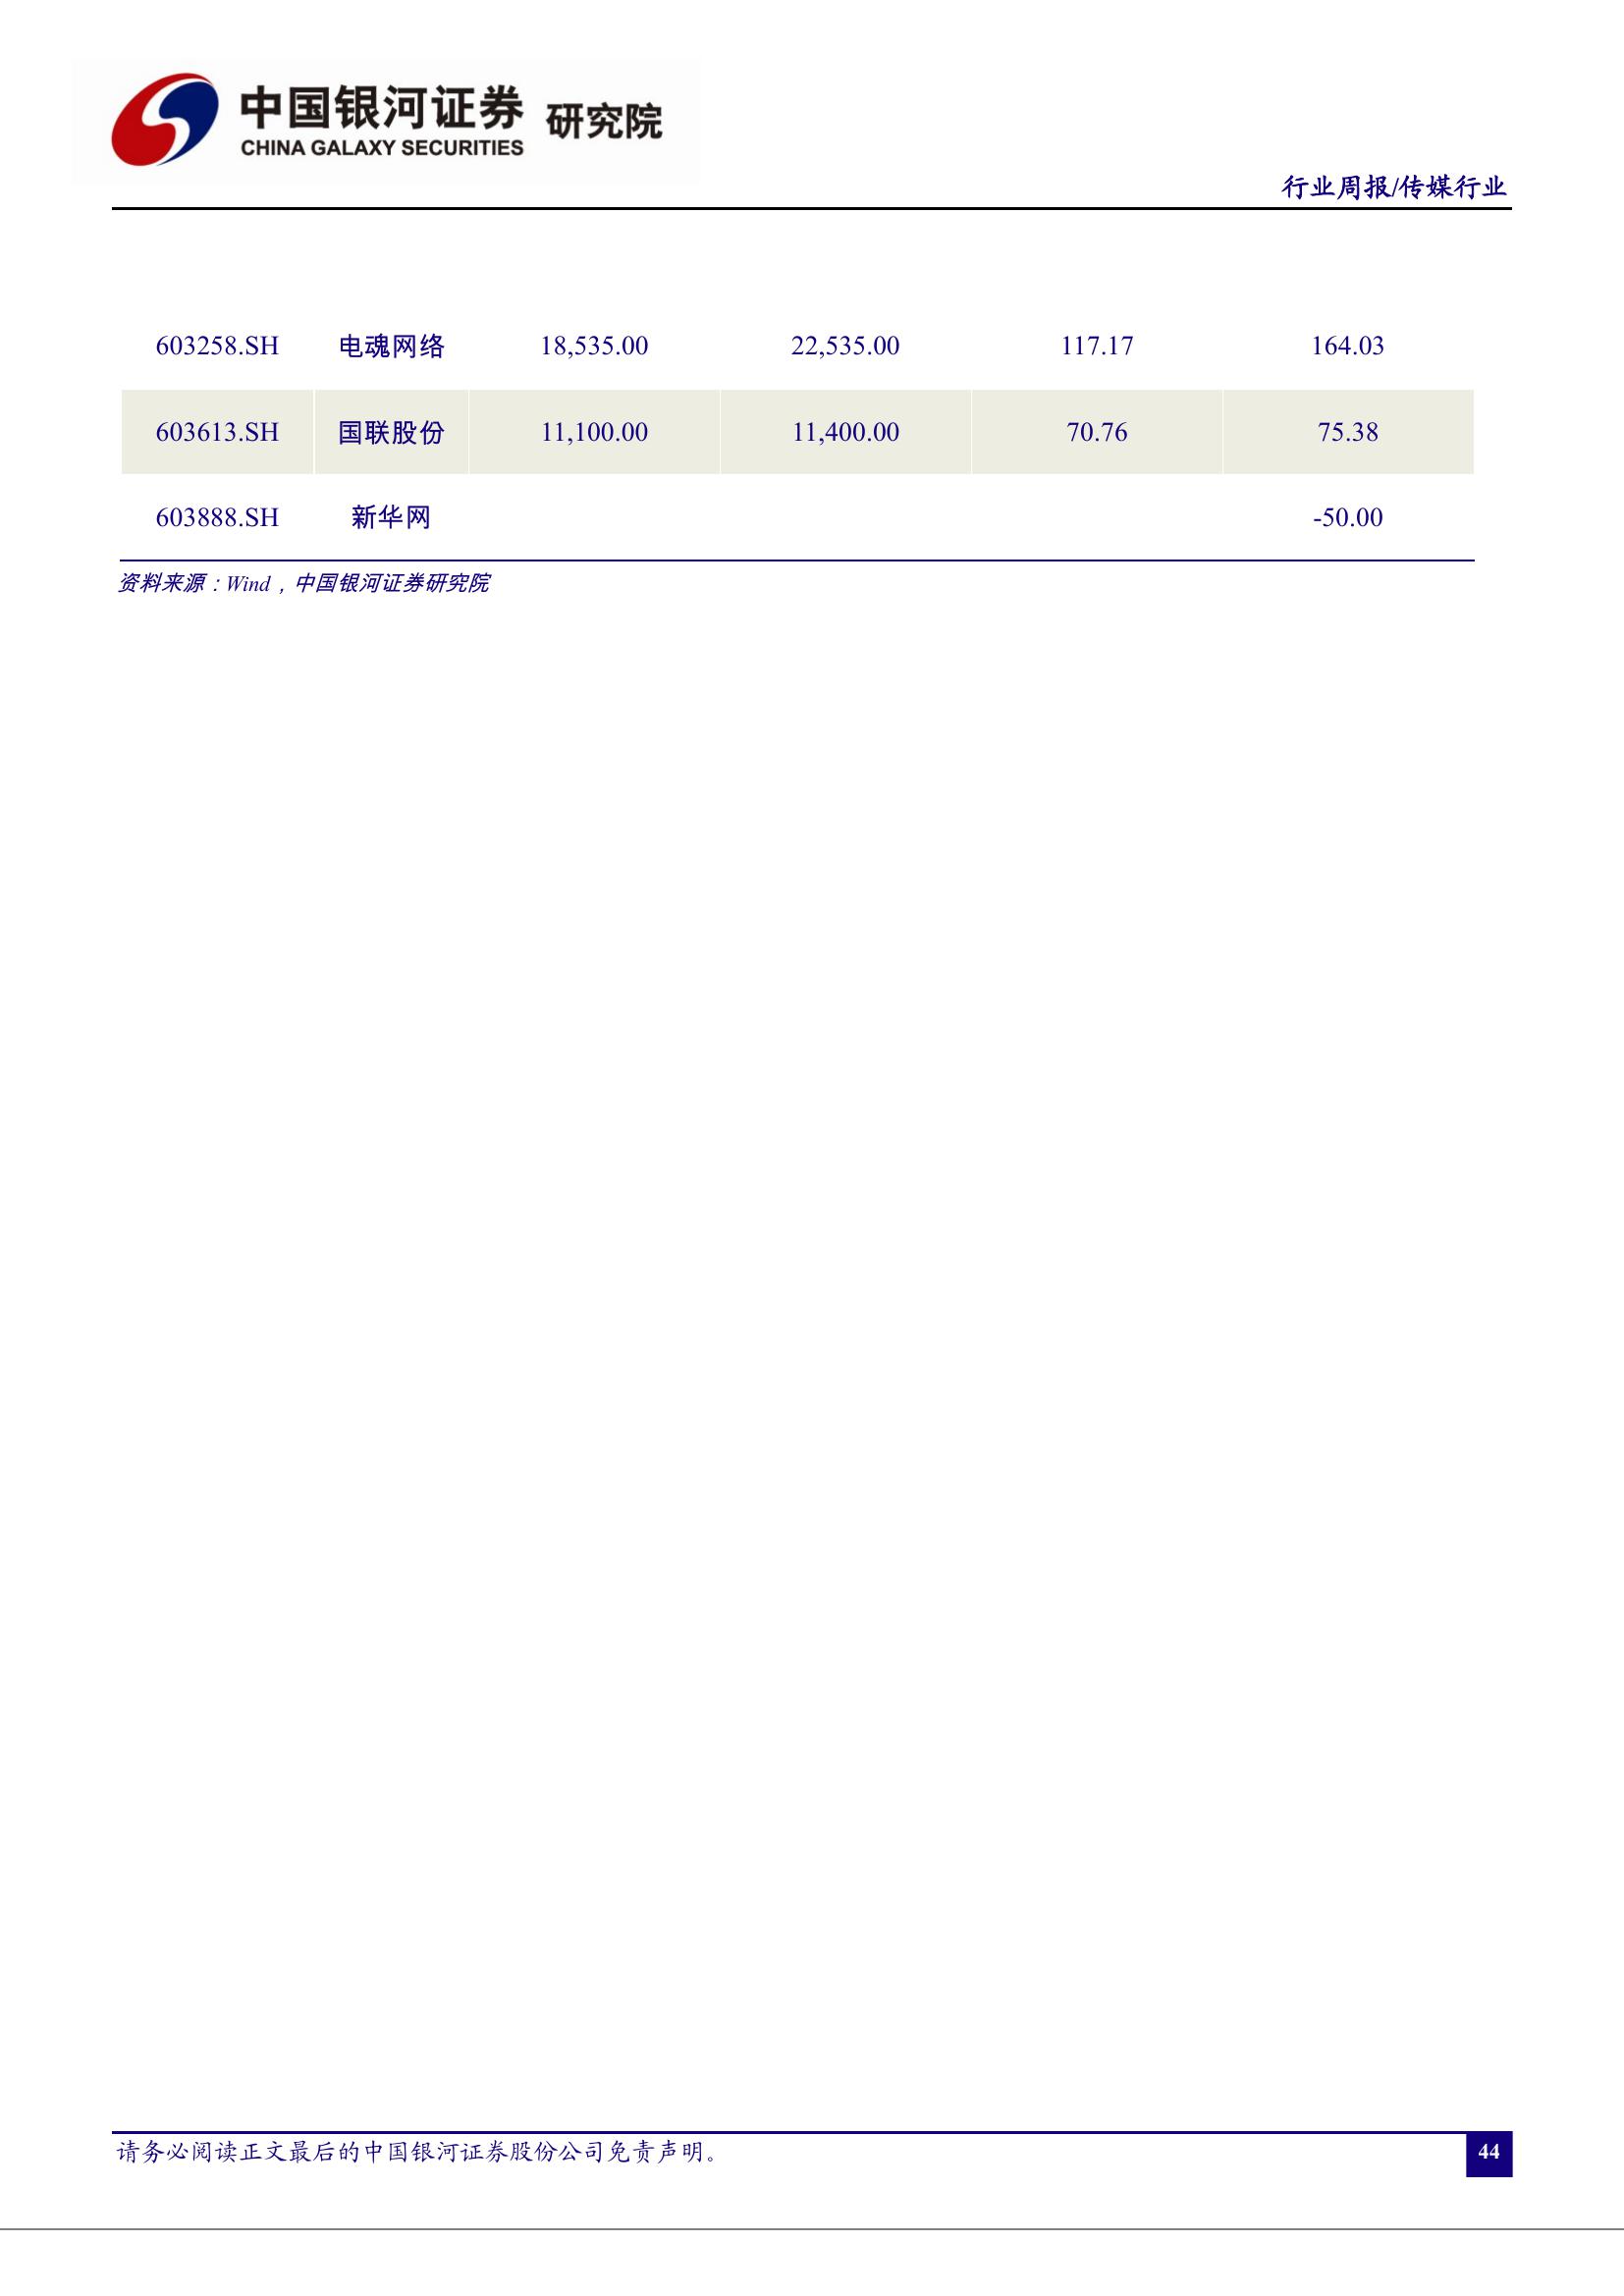 中国银河证券 研究院
CHINA GALAXY SECURITIES
行业周报/传媒行业
603258.SH 电魂网络 18,535.00 22,535.00 117.17 164.03
603613.SH 国联股份 11,100.00 11,400.00 70.76 75.38
603888.SH 新华网 -50.00
资料来源：Wind，中国银河证券研究院
请务必阅读正文最后的中国银河证券股份公司免责声明。 44